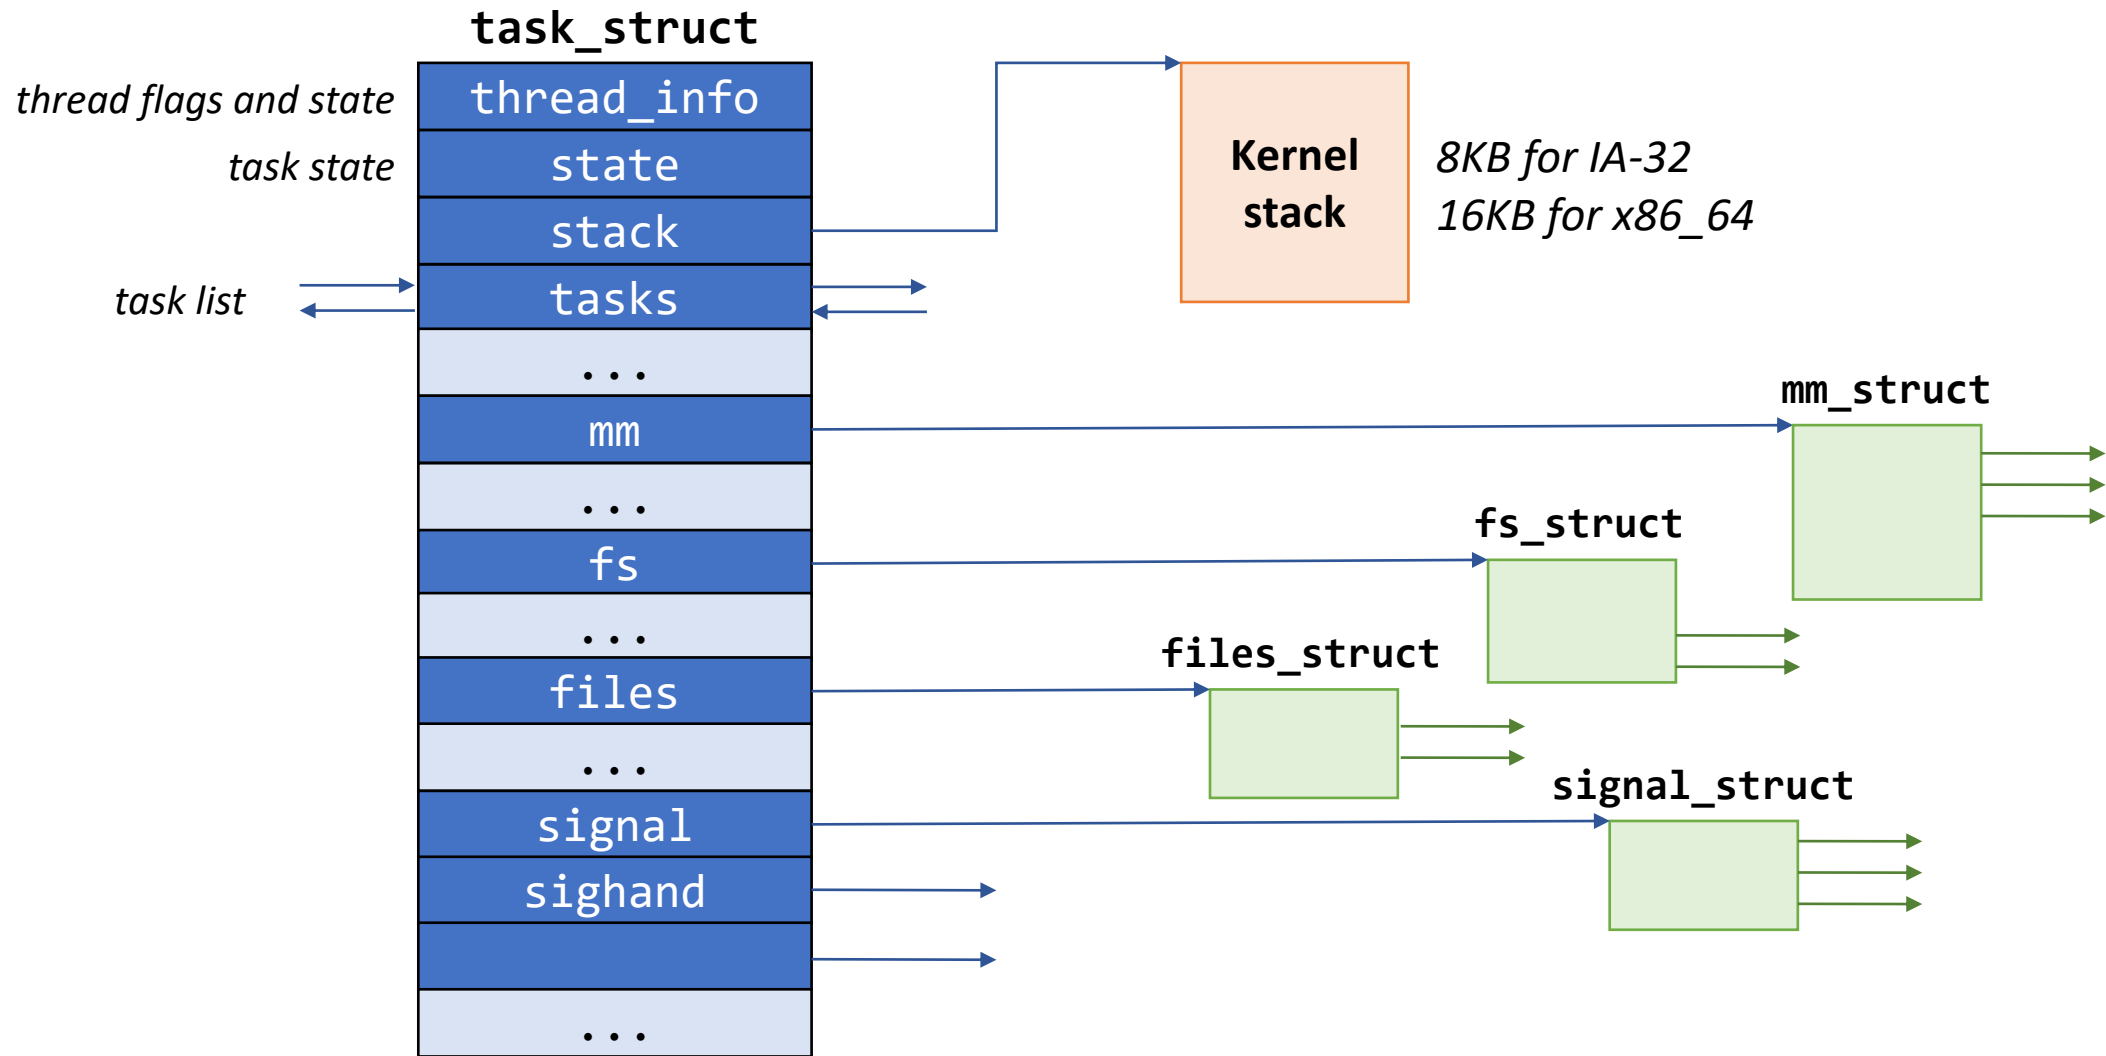 task_struct
thread flags and state
thread_info
task state
state
stack
task list
tasks
...
mm
...
fs
...
files
...
signal
sighand
...
Kernel
stack
8KB for IA-32
16KB for x86_64
mm_struct
fs_struct
files_struct
signal_struct